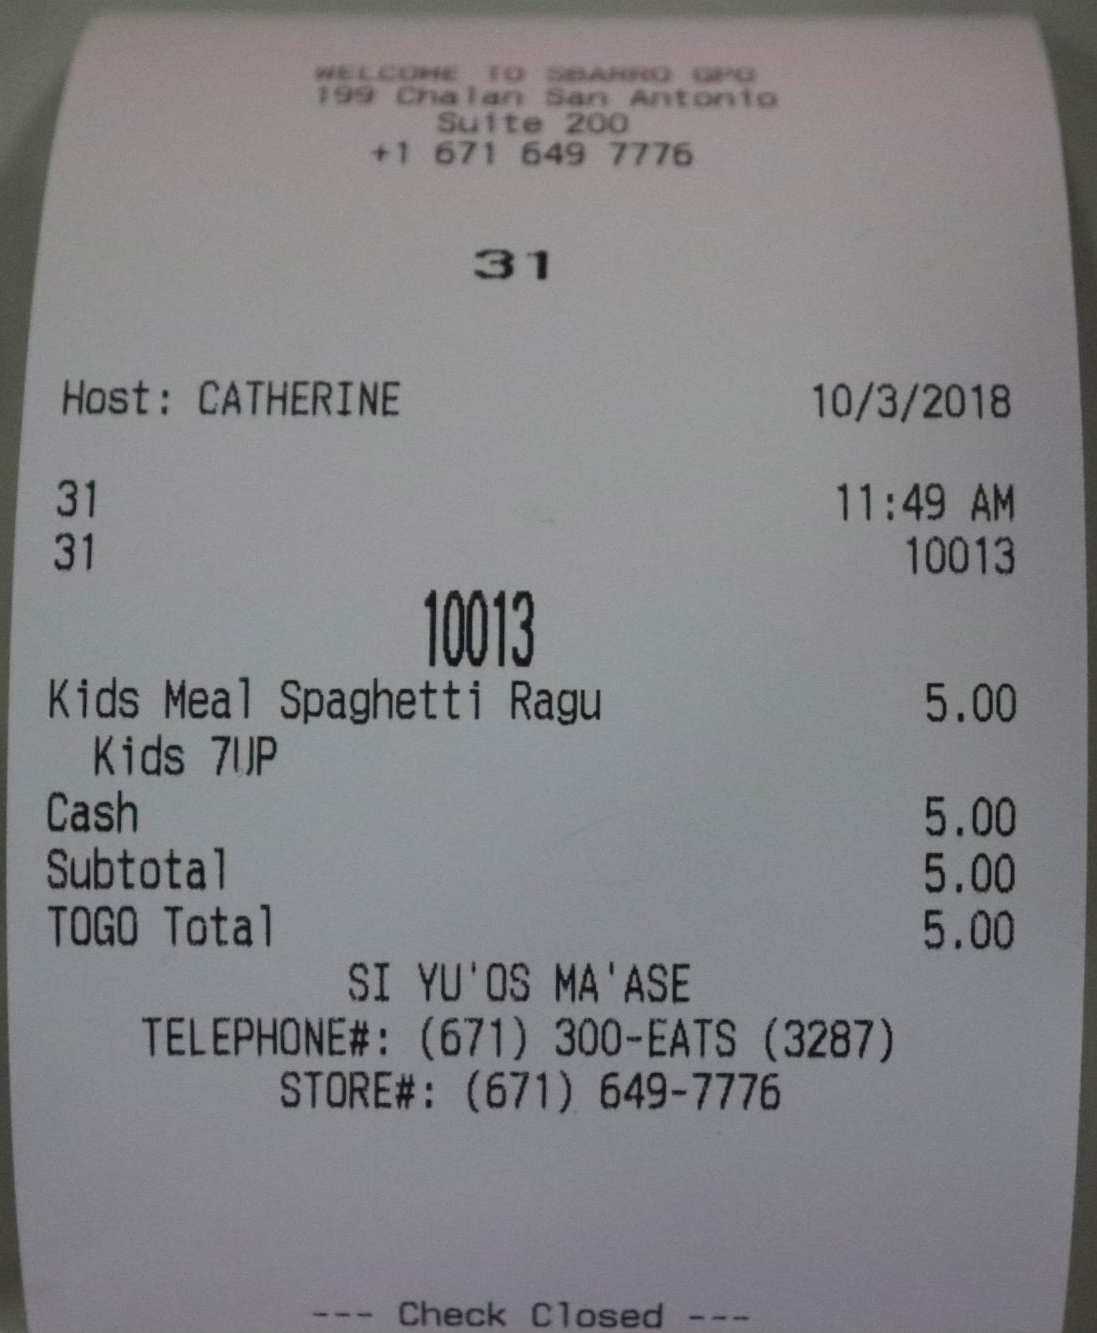 WELCOME TO SBARRO GPO
199 Chalan San Antonio
Suite 200
+1 671 649 7776
31
Host: CATHERINE 10/3/2018
31 11:49 AM
31 10013
10013
Kids Meal Spaghetti Ragu 5.00
Kids 7UP
Cash 5.00
Subtotal 5.00
TOGO Total 5.00
SI YU'OS MA'ASE
TELEPHONE#: (671) 300-EATS (3287)
STORE#: (671) 649-7776
--- Check Closed ---